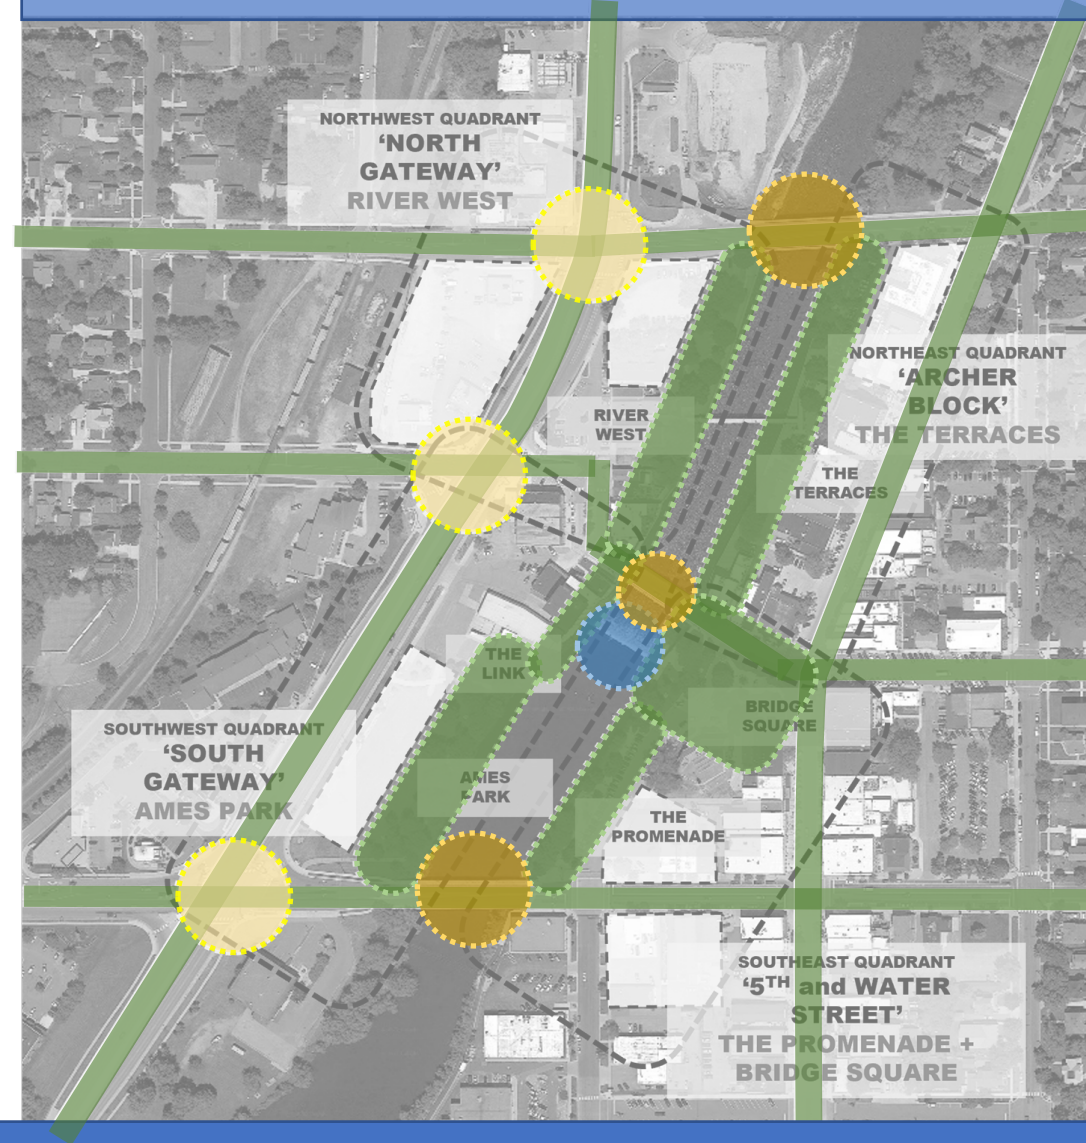 NORTHWEST QUADRANT
‘NORTH
GATEWAY’
RIVER WEST
NORTHEAST QUADRANT
‘ARCHER
BLOCK’
THE TERRACES
RIVER
WEST
THE
TERRACES
THE
LINK
BRIDGE
SQUARE
SOUTHWEST QUADRANT
‘SOUTH
GATEWAY’
AMES PARK
AMES
PARK
THE
PROMENADE
SOUTHEAST QUADRANT
‘5TH and WATER
STREET’
THE PROMENADE +
BRIDGE SQUARE